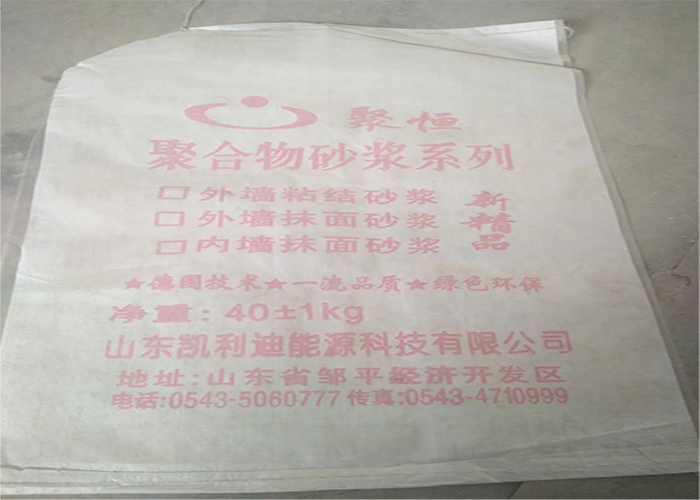 聚恒
聚合物砂浆系列
□外墙粘结砂浆
□外墙抹面砂浆
□内墙抹面砂浆
新精品
★德国技术★一流品质★绿色环保
净重：40±1kg
山东凯利迪能源科技有限公司
地址：山东省邹平经济开发区
电话：0543-5060777 传真：0543-4710999